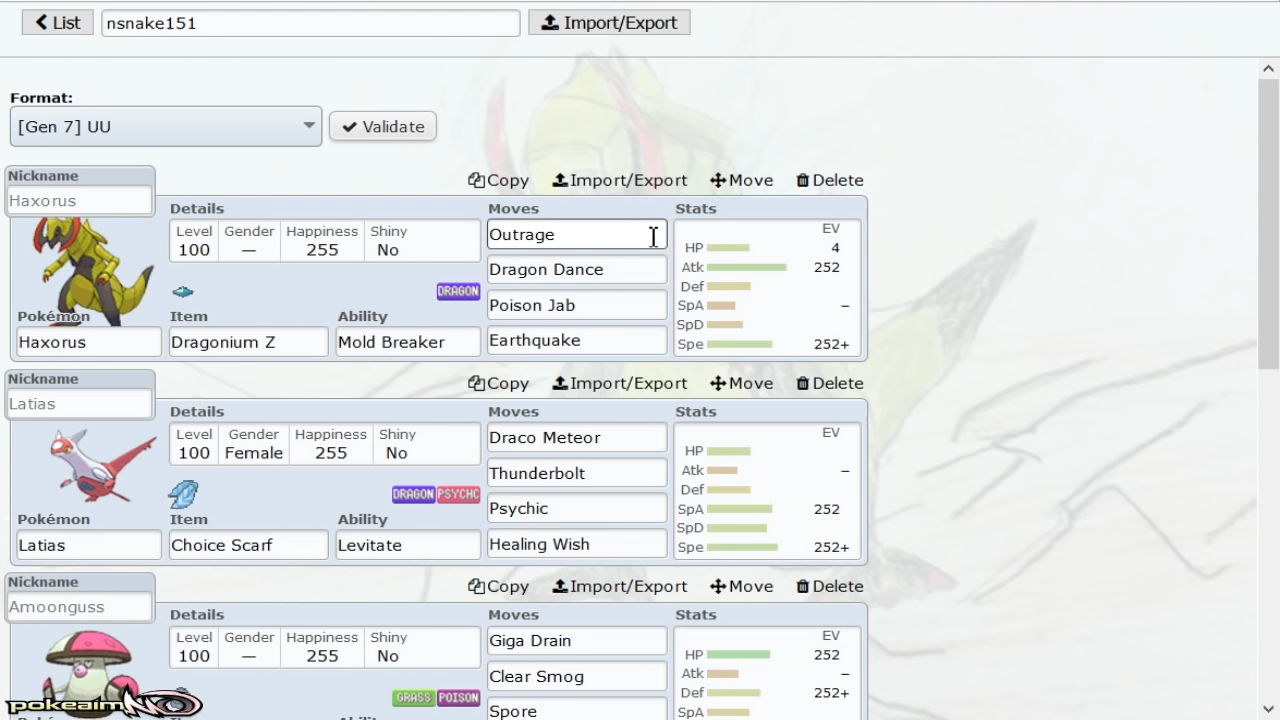 List nsnake151 Import/Export
Format:
[Gen 7] UU Validate
Nickname Copy Import/Export Move Delete
Haxorus
Details Moves Stats
Level Gender Happiness Shiny Outrage EV
100 — 255 No HP 4
Dragon Dance Atk 252
Def
DRAGON Poison Jab SpA –
Pokémon Item Ability SpD
Haxorus Dragonium Z Mold Breaker Earthquake Spe 252+
Nickname Copy Import/Export Move Delete
Latias
Details Moves Stats
Level Gender Happiness Shiny Draco Meteor EV
100 Female 255 No HP
Thunderbolt Atk –
Def
DRAGON PSYCHC Psychic SpA 252
Pokémon Item Ability SpD
Latias Choice Scarf Levitate Healing Wish Spe 252+
Nickname Copy Import/Export Move Delete
Amoonguss
Details Moves Stats
Level Gender Happiness Shiny Giga Drain EV
100 — 255 No HP 252
Clear Smog Atk –
GRASS POISON Def 252+
pokeaimMD Spore SpA